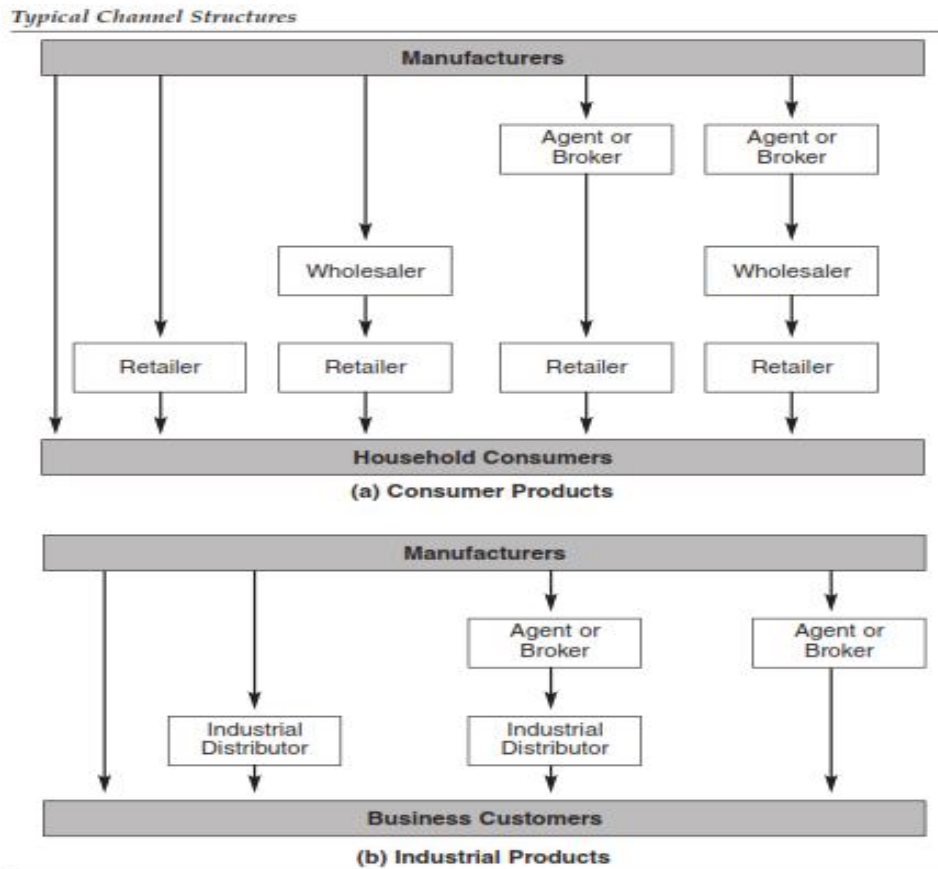 Typical Channel Structures
Manufacturers
Agent or
Broker
Agent or
Broker
Wholesaler
Wholesaler
Retailer
Retailer
Retailer
Retailer
Household Consumers
(a) Consumer Products
Manufacturers
Agent or
Broker
Agent or
Broker
Industrial
Distributor
Industrial
Distributor
Business Customers
(b) Industrial Products